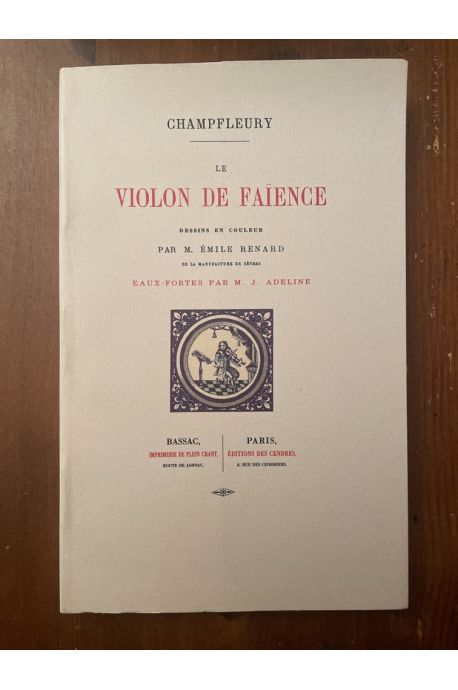 CHAMPFLEURY
LE
VIOLON DE FAÏENCE
DESSINS EN COULEUR
PAR M. ÉMILE RENARD
DE LA MANUFACTURE DE SÈVRES
EAUX-FORTES PAR M. J. ADELINE
BASSAC,
IMPRIMERIE DE PLEIN CHANT,
ROUTE DE JARNAC.
PARIS,
ÉDITIONS DES CENDRES,
8, RUE DES CENDRIERS.